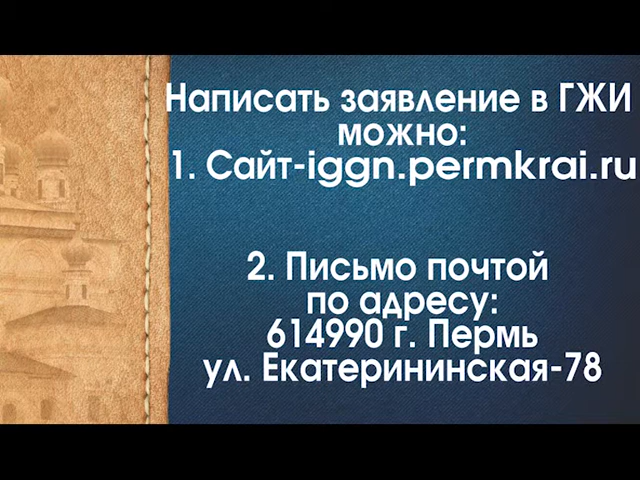 Написать заявление в ГЖИ
можно:
1. Сайт-iggn.permkrai.ru
2. Письмо почтой
по адресу:
614990 г. Пермь
ул. Екатерининская-78